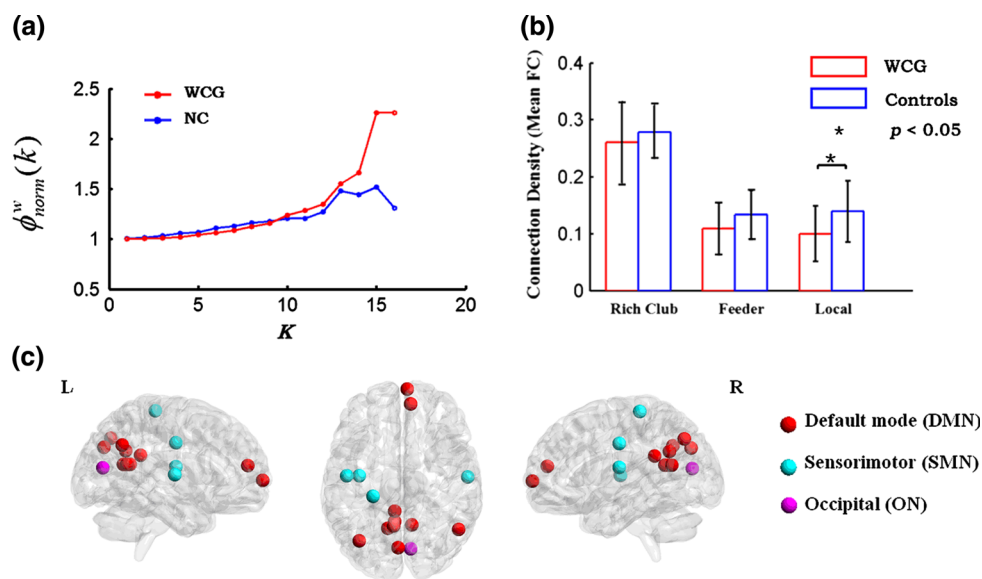 (a)
2.5
2
1.5
1
0.5
0
5
10
15
20
K
ϕ^w_norm(k)
WCG
NC
(b)
Connection Density (Mean FC)
0.4
0.3
0.2
0.1
0
Rich Club
Feeder
Local
WCG
Controls
* p < 0.05
*
(c)
L
R
Default mode (DMN)
Sensorimotor (SMN)
Occipital (ON)